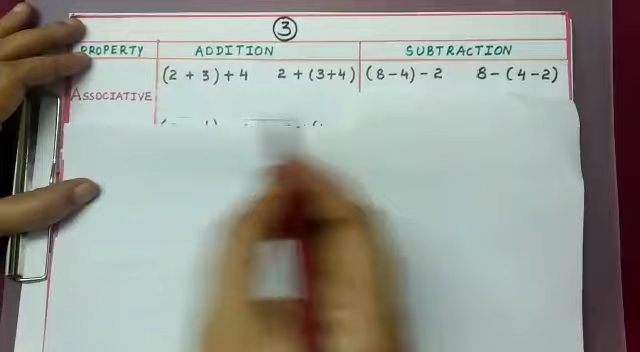 3
PROPERTY ADDITION SUBTRACTION
ASSOCIATIVE (2 + 3) + 4 2 + (3+4) (8-4) - 2 8 - (4-2)